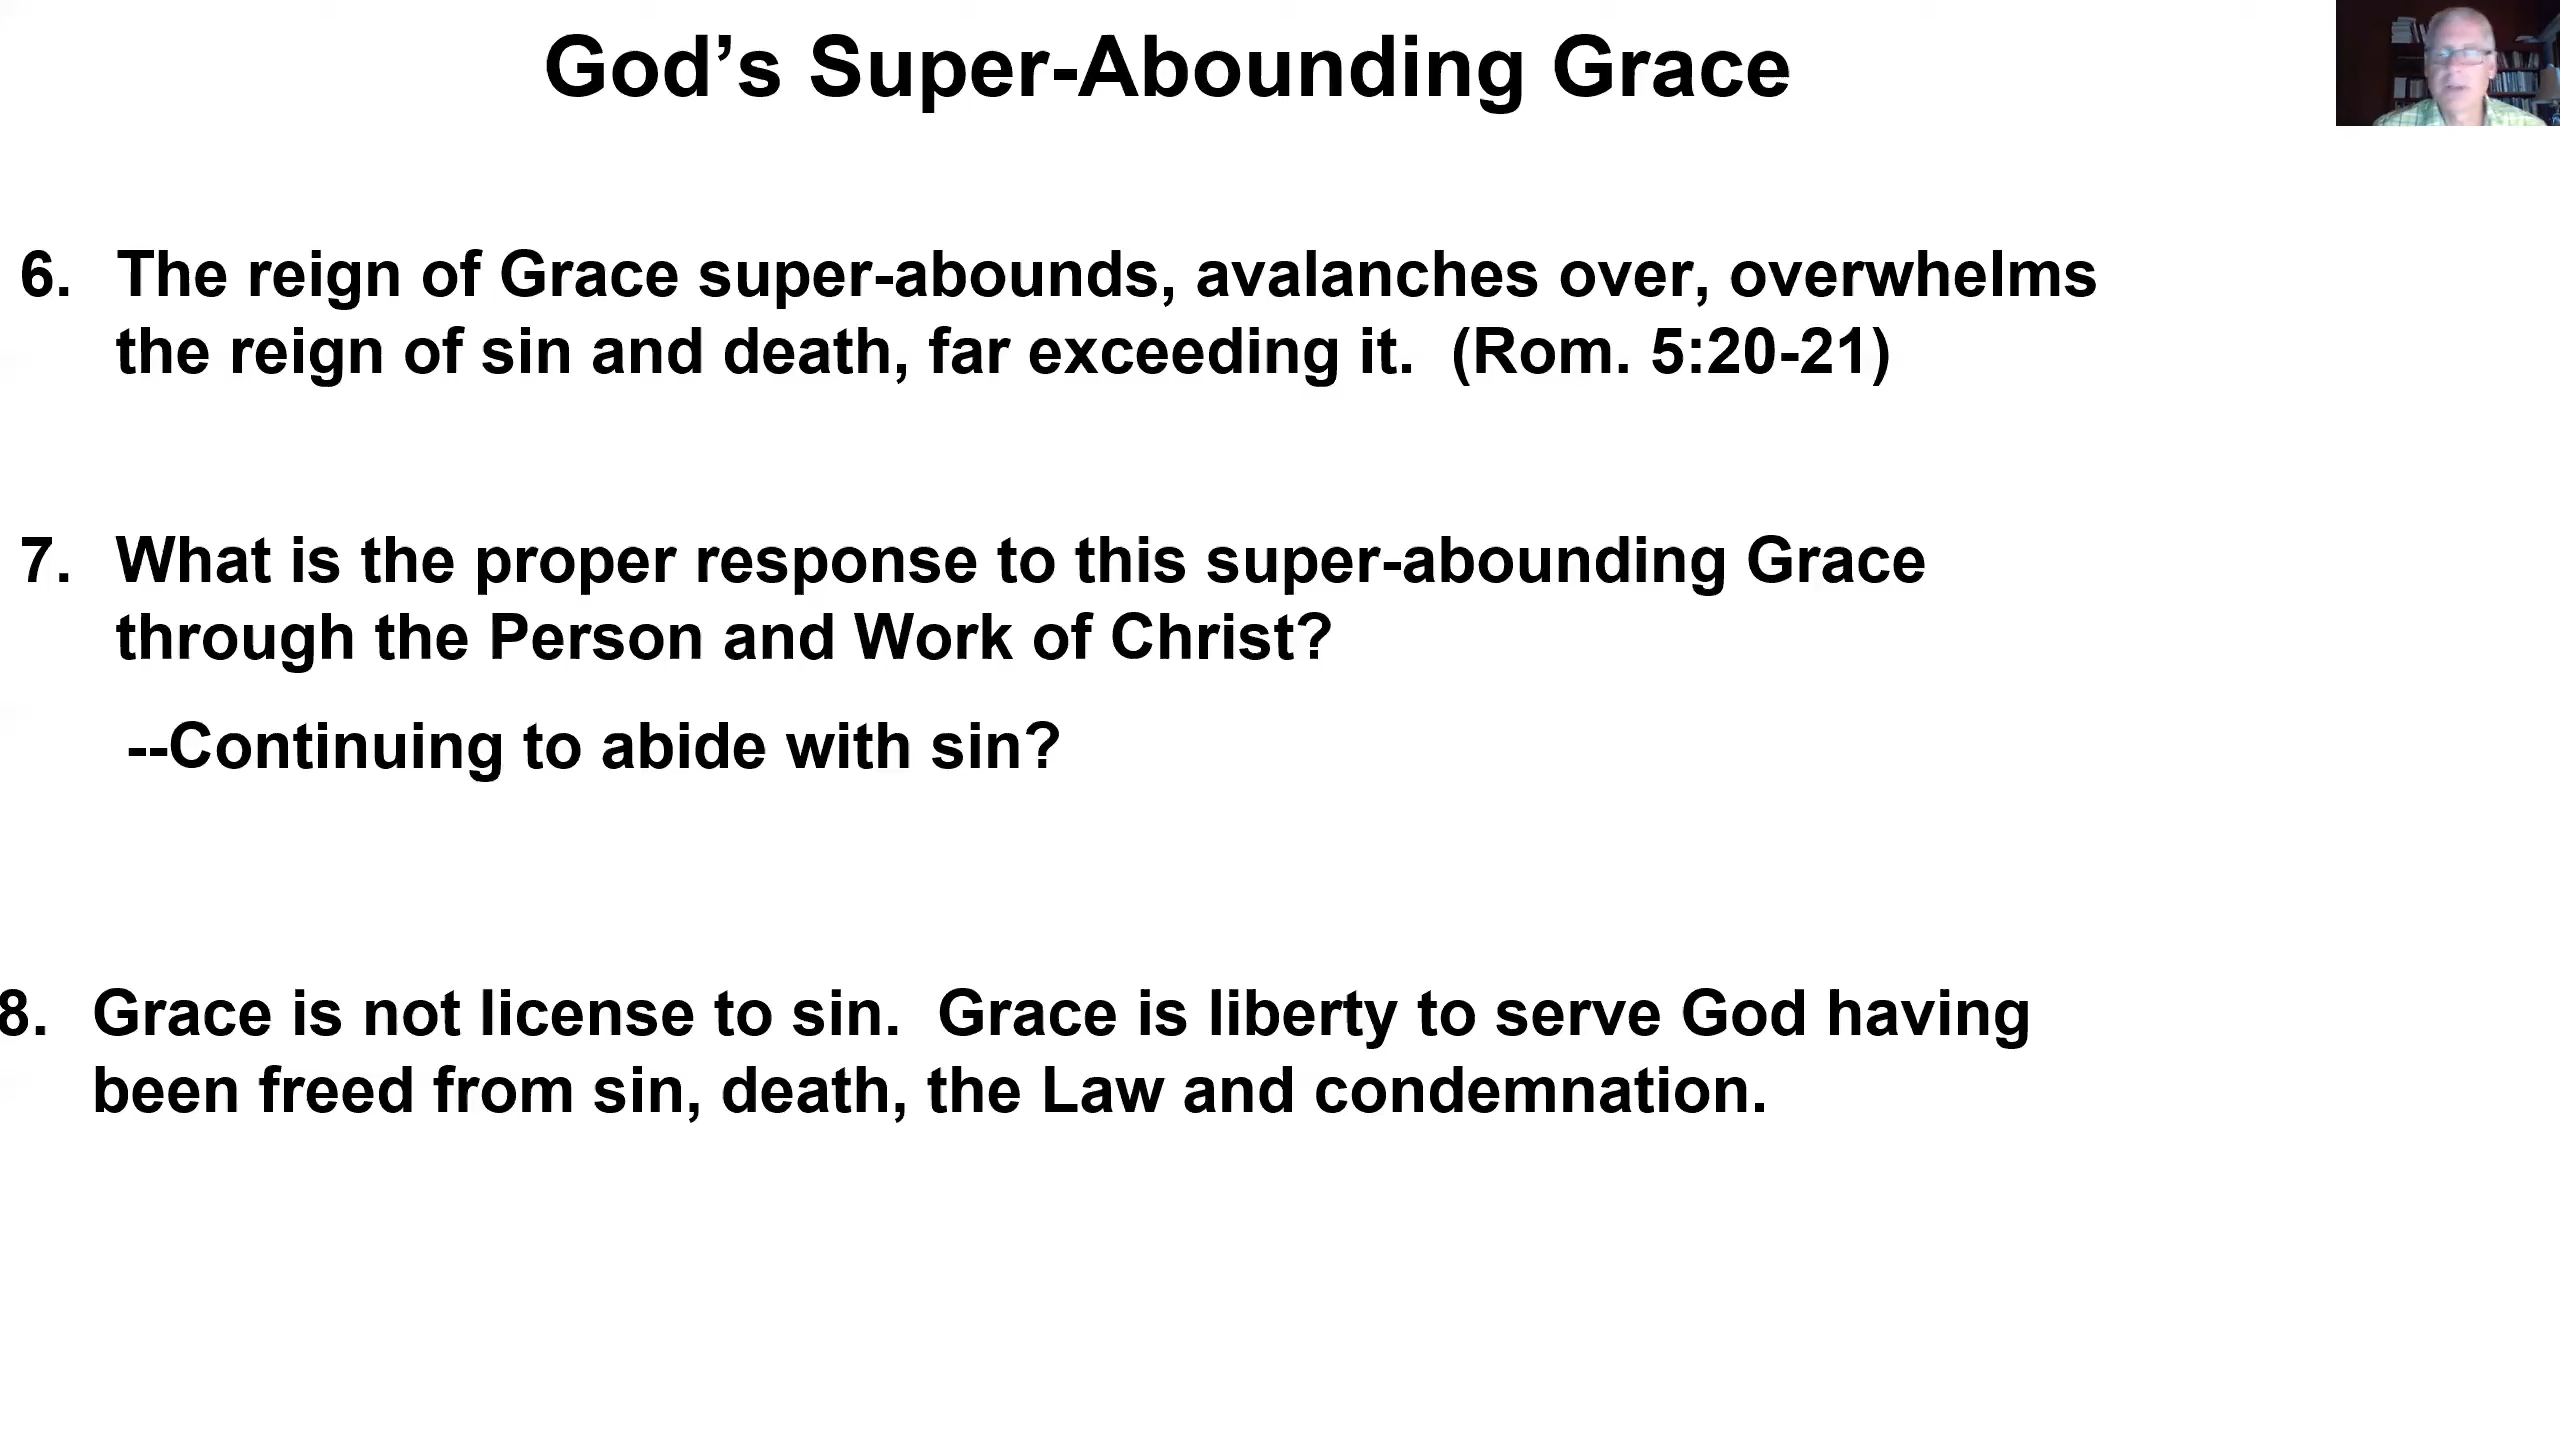 God’s Super-Abounding Grace
6. The reign of Grace super-abounds, avalanches over, overwhelms
the reign of sin and death, far exceeding it.  (Rom. 5:20-21)
7. What is the proper response to this super-abounding Grace
through the Person and Work of Christ?
--Continuing to abide with sin?
8. Grace is not license to sin.  Grace is liberty to serve God having
been freed from sin, death, the Law and condemnation.